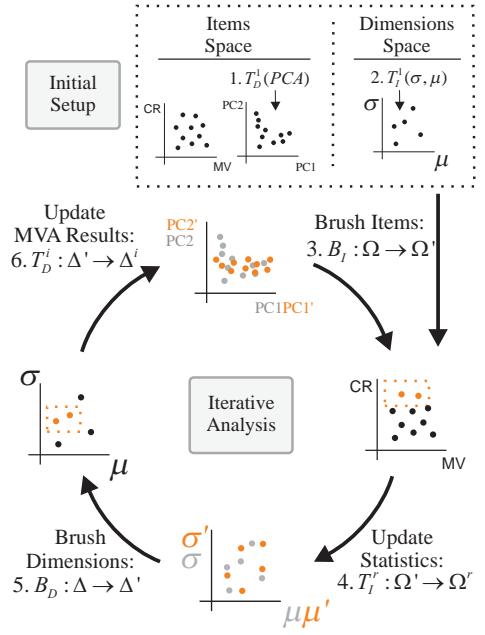 Items
Space
Dimensions
Space
Initial
Setup
1. T_D^1 (PCA)
2. T_I^1 (σ, μ)
CR
MV
PC2
PC1
σ
μ
Update
MVA Results:
6. T_D^i : Δ' → Δ^i
PC2'
PC2
PC1PC1'
Brush Items:
3. B_I : Ω → Ω'
σ
μ
Iterative
Analysis
CR
MV
Brush
Dimensions:
5. B_D : Δ → Δ'
σ'
σ
μμ'
Update
Statistics:
4. T_I^r : Ω' → Ω^r